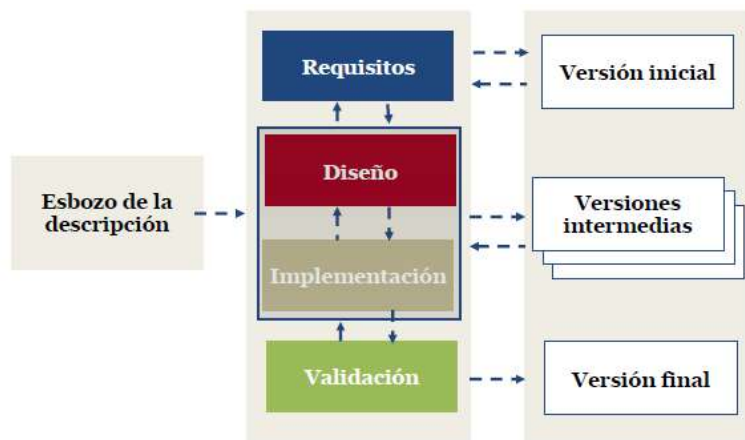 Requisitos
Versión inicial
Diseño
Esbozo de la
descripción
Versiones
intermedias
Implementación
Validación
Versión final